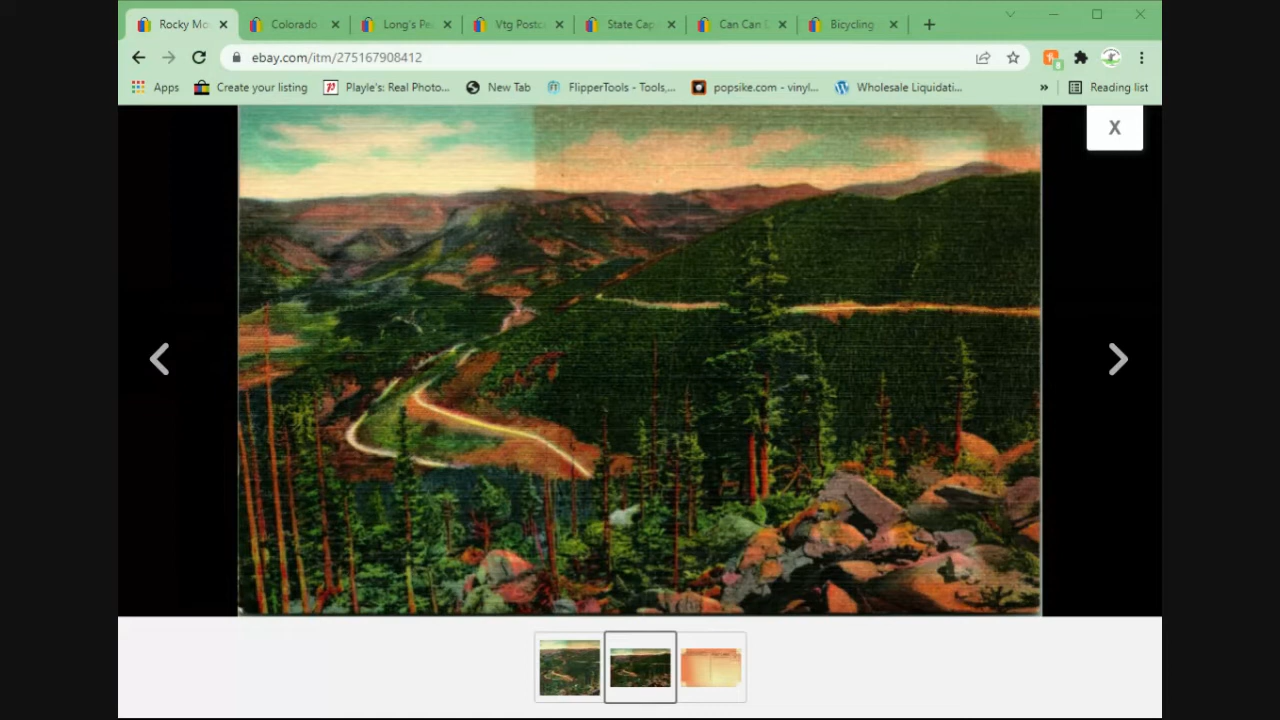 Rocky Mo
Colorado
Long's Pe
Vtg Postc
State Cap
Can Can
Bicycling
ebay.com/itm/275167908412
Apps
Create your listing
Playle's: Real Photo...
New Tab
FlipperTools - Tools,...
popsike.com - vinyl...
Wholesale Liquidati...
»
Reading list
X